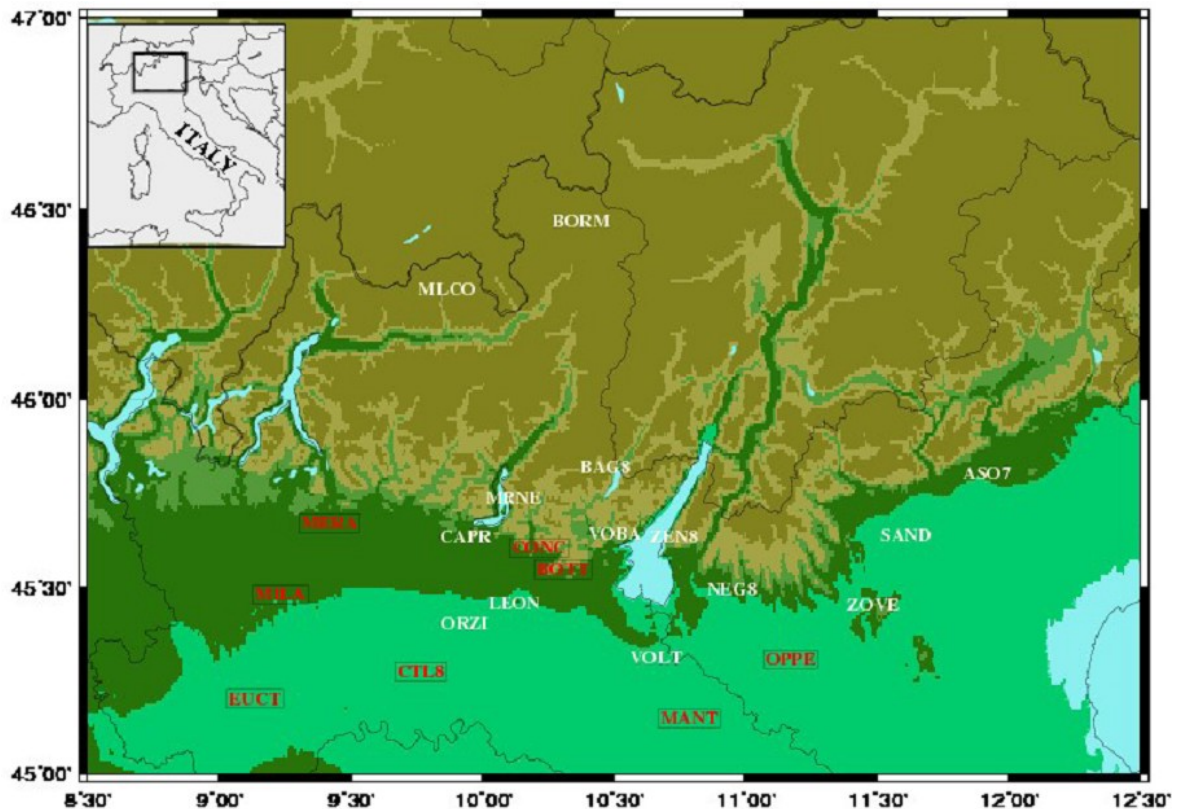 47°00'
ITALY
46°30'
BORM
MLCO
46°00'
BAG8
ASO7
MRNE
MERA
CAPR
CONC
VOBA
ZEN8
SAND
BOTT
45°30'
MILA
LEON
NEG8
ZOVE
ORZI
VOLT
OPPE
CTL8
EUCT
MANT
45°00'
8°30'
9°00'
9°30'
10°00'
10°30'
11°00'
11°30'
12°00'
12°30'